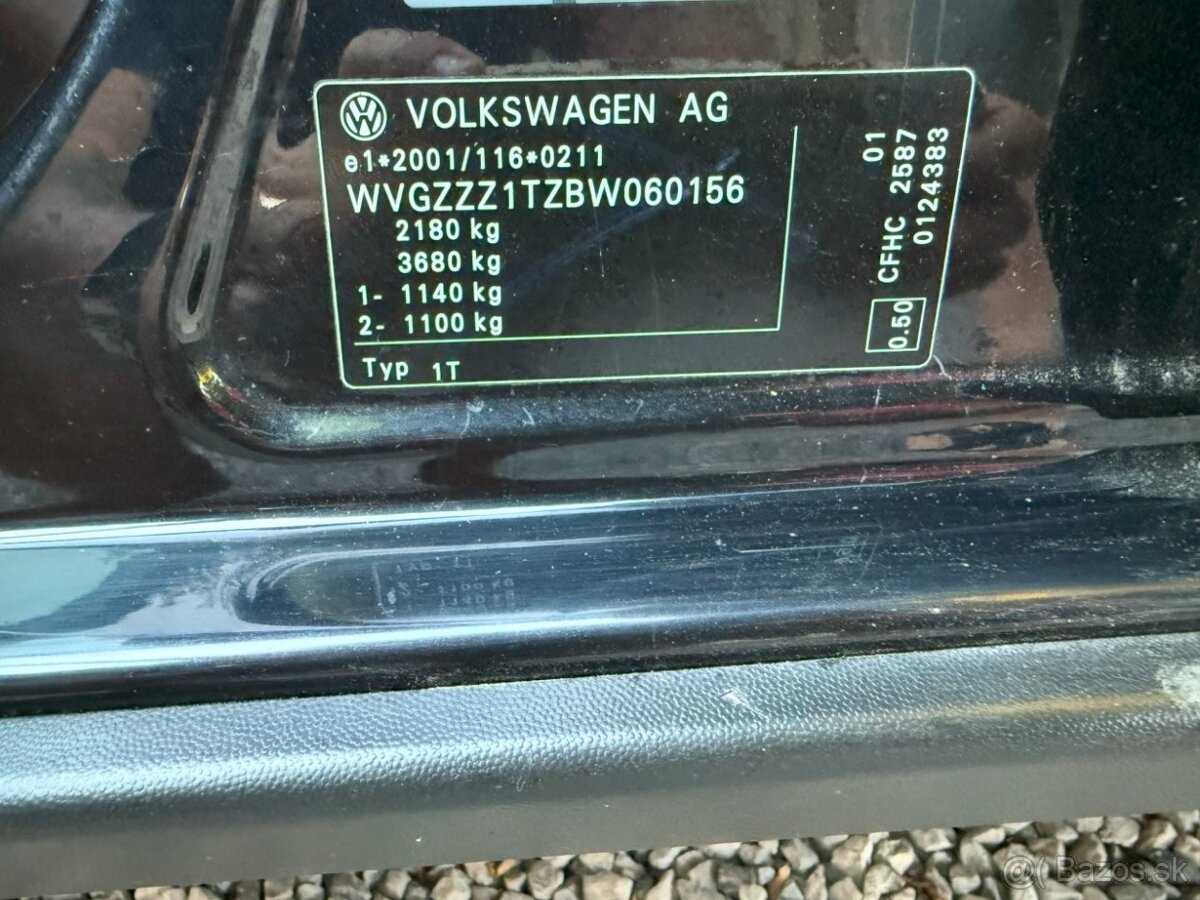 VOLKSWAGEN AG
e1*2001/116*0211
WVGZZZ1TZBW060156
2180 kg
3680 kg
1- 1140 kg
2- 1100 kg
Typ 1T
01
CFHC 2587
0124383
0.50
Bazos.sk